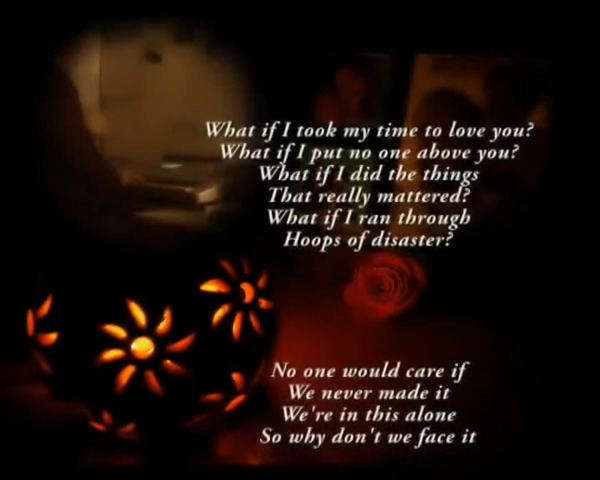 What if I took my time to love you?
What if I put no one above you?
What if I did the things
That really mattered?
What if I ran through
Hoops of disaster?
No one would care if
We never made it
We're in this alone
So why don't we face it